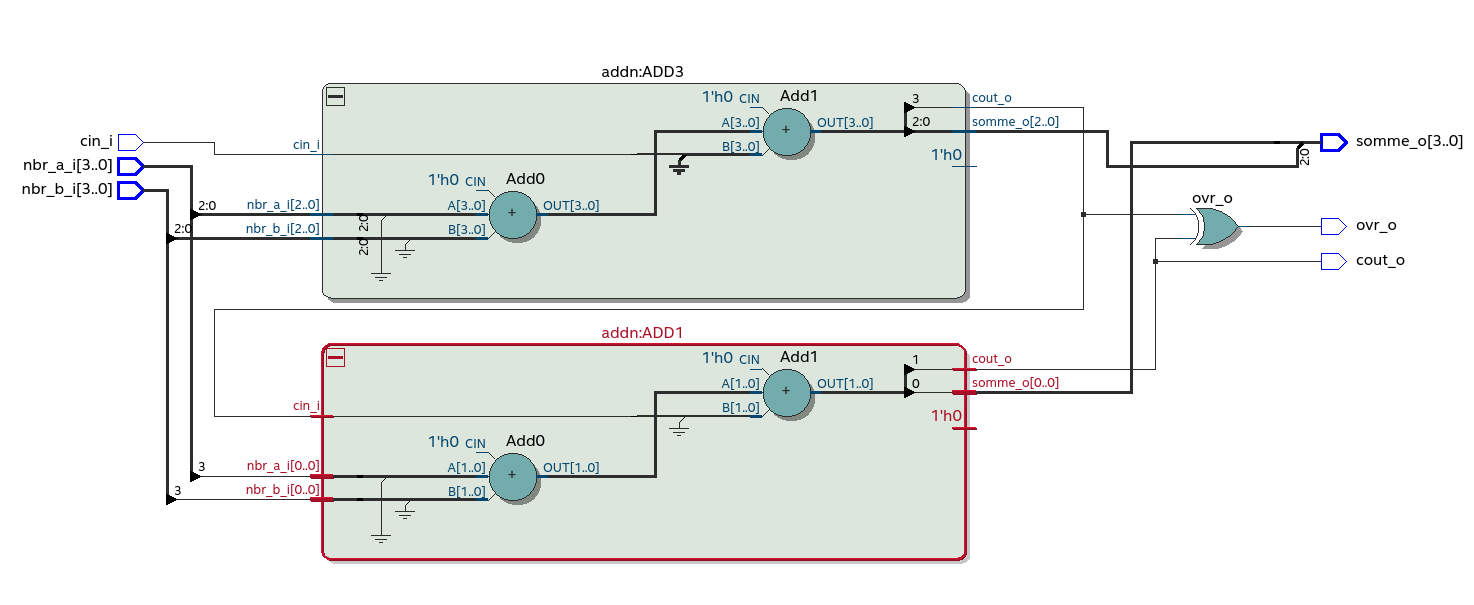 addn:ADD3
3
cout_o
1'h0 CIN
Add1
A[3..0]
OUT[3..0]
2:0
somme_o[2..0]
cin_i
cin_i
B[3..0]
1'h0
2:0
somme_o[3..0]
nbr_a_i[3..0]
nbr_b_i[3..0]
1'h0 CIN
Add0
2:0
nbr_a_i[2..0]
2:0
A[3..0]
OUT[3..0]
ovr_o
2:0
nbr_b_i[2..0]
2:0
B[3..0]
ovr_o
cout_o
addn:ADD1
1'h0 CIN
Add1
1
cout_o
A[1..0]
OUT[1..0]
0
somme_o[0..0]
cin_i
B[1..0]
1'h0
1'h0 CIN
Add0
3
nbr_a_i[0..0]
A[1..0]
OUT[1..0]
3
nbr_b_i[0..0]
B[1..0]
+
+
+
+